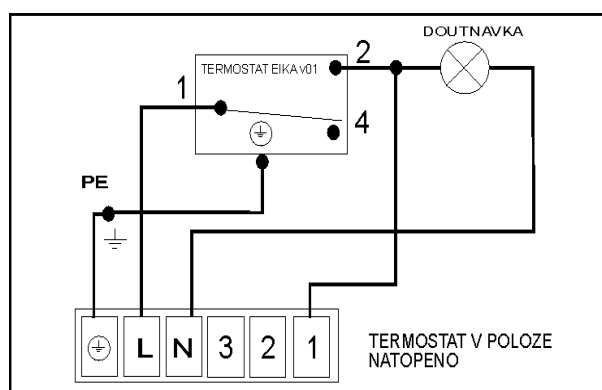 DOUTNAVKA
TERMOSTAT EIKA v01
2
1
4
PE
L N 3 2 1
TERMOSTAT V POLOZE
NATOPENO